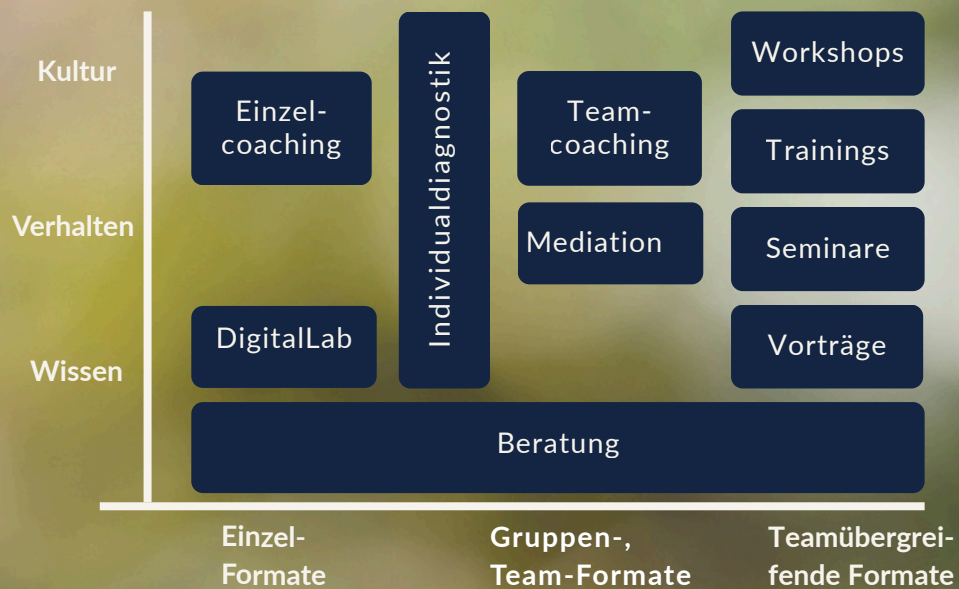 Kultur
Verhalten
Wissen
Einzel-
coaching
DigitalLab
Individualdiagnostik
Team-
coaching
Mediation
Workshops
Trainings
Seminare
Vorträge
Beratung
Einzel-
Formate
Gruppen-,
Team-Formate
Teamübergrei-
fende Formate